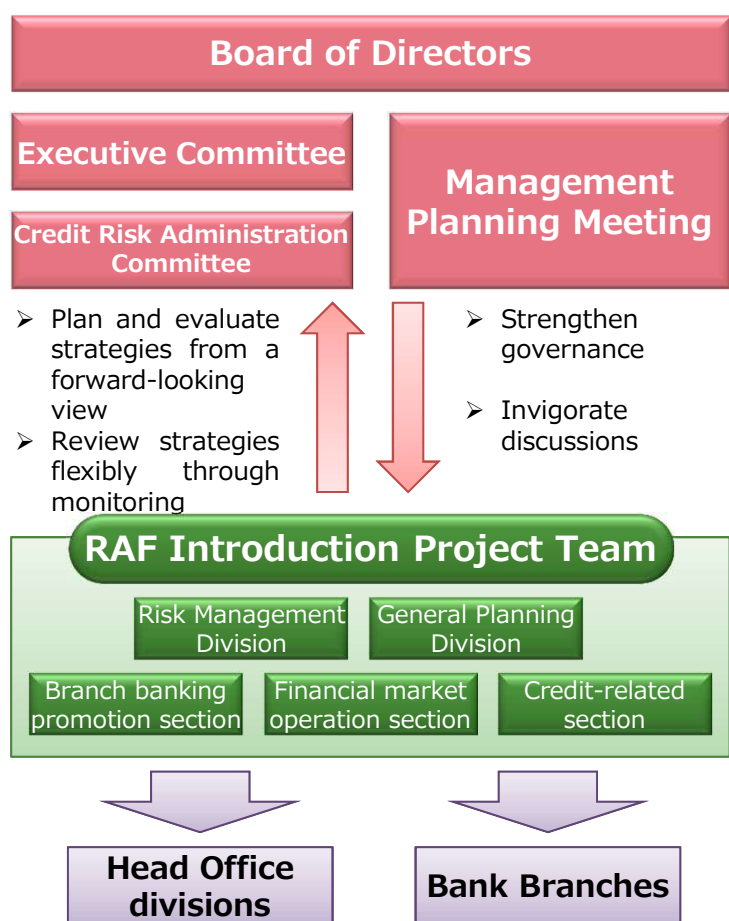 Board of Directors
Executive Committee
Management
Planning Meeting
Credit Risk Administration
Committee
➢ Plan and evaluate
strategies from a
forward-looking
view
➢ Review strategies
flexibly through
monitoring
➢ Strengthen
governance
➢ Invigorate
discussions
RAF Introduction Project Team
Risk Management
Division
General Planning
Division
Branch banking
promotion section
Financial market
operation section
Credit-related
section
Head Office
divisions
Bank Branches